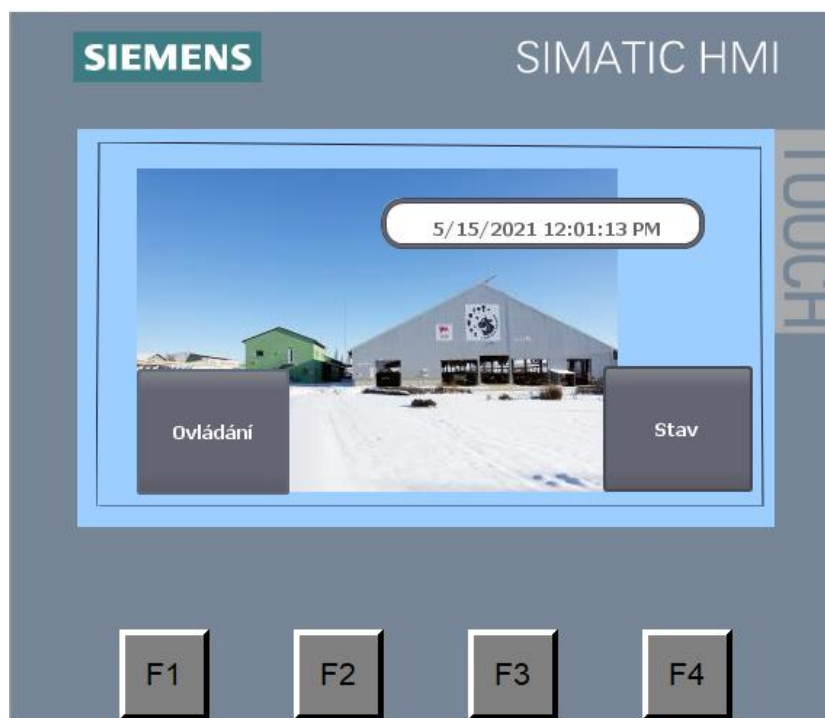 SIEMENS
SIMATIC HMI
TOUCH
5/15/2021 12:01:13 PM
Ovládání
Stav
F1
F2
F3
F4